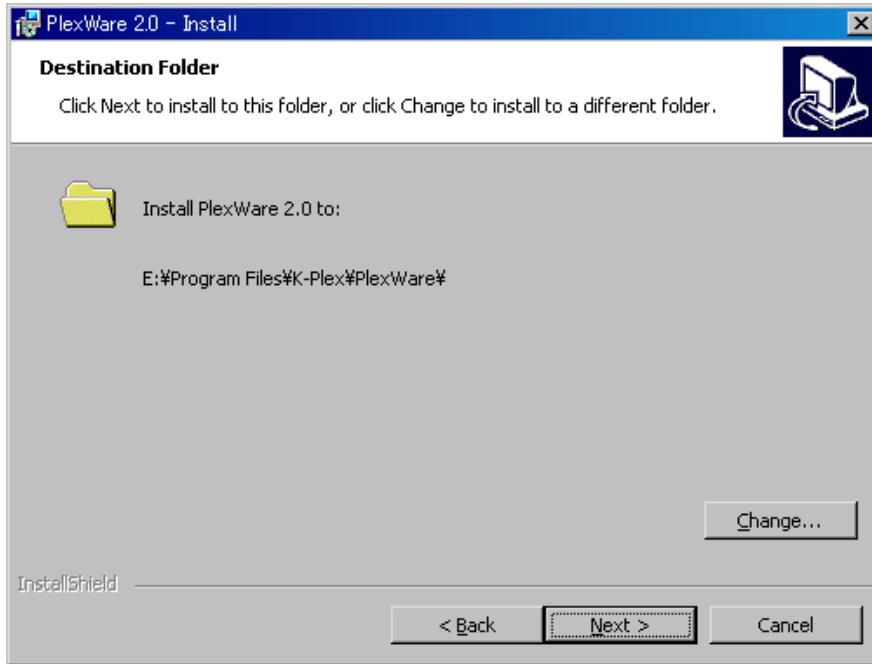 PlexWare 2.0 - Install
Destination Folder
Click Next to install to this folder, or click Change to install to a different folder.
Install PlexWare 2.0 to:
E:¥Program Files¥K-Plex¥PlexWare¥
Change...
InstallShield
< Back
Next >
Cancel